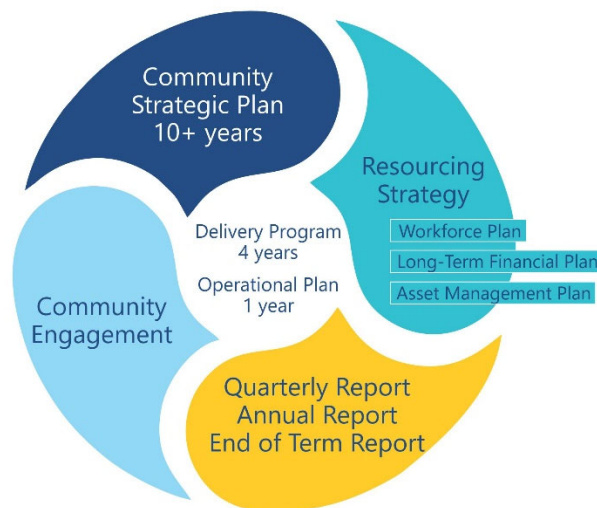 Community
Strategic Plan
10+ years
Resourcing
Strategy
Workforce Plan
Long-Term Financial Plan
Asset Management Plan
Delivery Program
4 years
Operational Plan
1 year
Community
Engagement
Quarterly Report
Annual Report
End of Term Report